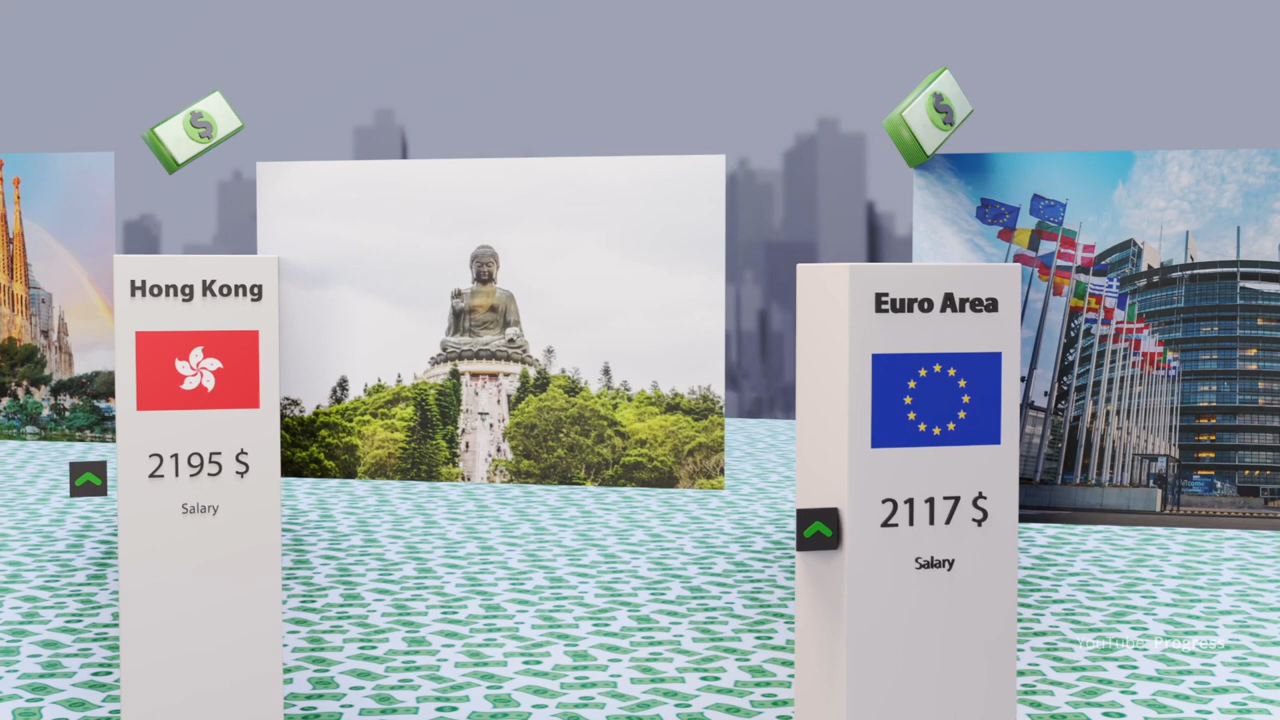 Hong Kong
2195 $
Salary
Euro Area
2117 $
Salary
YouTube: Progress